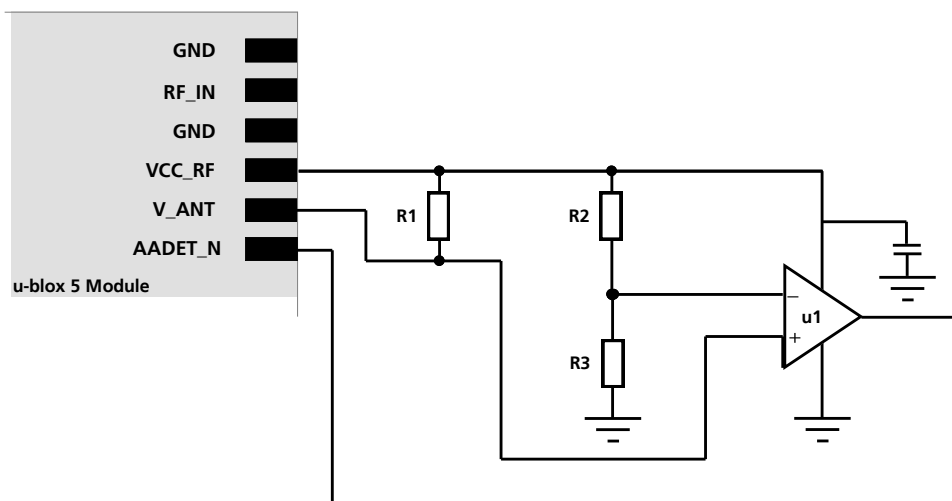 GND
RF_IN
GND
VCC_RF
V_ANT
AADET_N
u-blox 5 Module
R1
R2
R3
−
+
u1